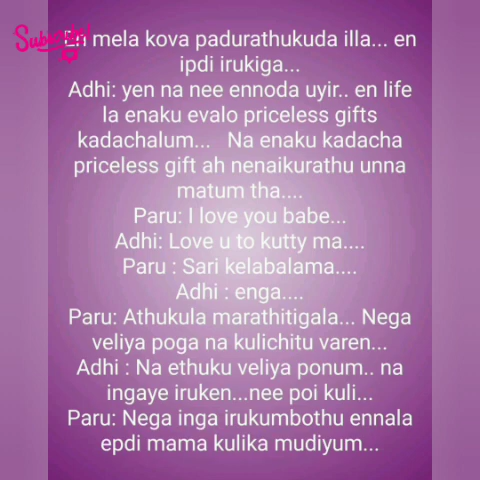 Subscribe!
En mela kova padurathukuda illa... en
ipdi irukiga...
Adhi: yen na nee ennoda uyir.. en life
la enaku evalo priceless gifts
kadachalum... Na enaku kadacha
priceless gift ah nenaikurathu unna
matum tha....
Paru: I love you babe...
Adhi: Love u to kutty ma....
Paru : Sari kelabalama....
Adhi : enga....
Paru: Athukula marathitigala... Nega
veliya poga na kulichitu varen...
Adhi : Na ethuku veliya ponum.. na
ingaye iruken...nee poi kuli...
Paru: Nega inga irukumbothu ennala
epdi mama kulika mudiyum...